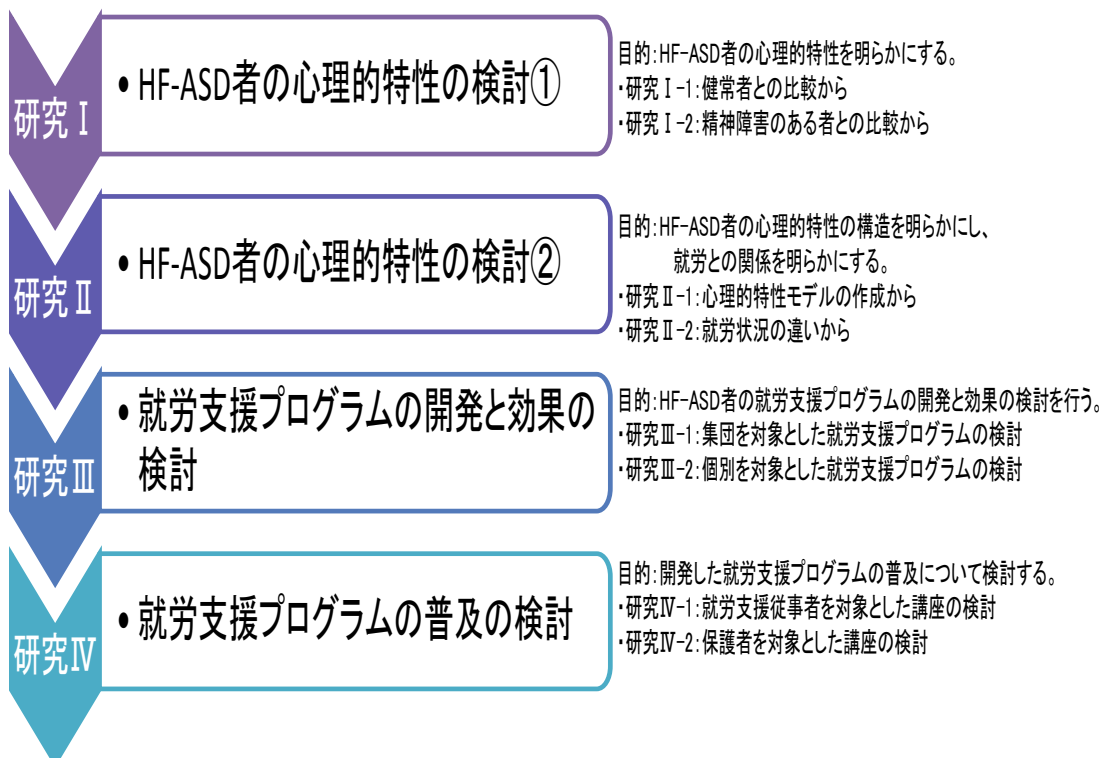 研究Ⅰ
• HF-ASD者の心理的特性の検討①
目的:HF-ASD者の心理的特性を明らかにする。
・研究Ⅰ-1:健常者との比較から
・研究Ⅰ-2:精神障害のある者との比較から
研究Ⅱ
• HF-ASD者の心理的特性の検討②
目的:HF-ASD者の心理的特性の構造を明らかにし、
就労との関係を明らかにする。
・研究Ⅱ-1:心理的特性モデルの作成から
・研究Ⅱ-2:就労状況の違いから
研究Ⅲ
• 就労支援プログラムの開発と効果の
検討
目的:HF-ASD者の就労支援プログラムの開発と効果の検討を行う。
・研究Ⅲ-1:集団を対象とした就労支援プログラムの検討
・研究Ⅲ-2:個別を対象とした就労支援プログラムの検討
研究Ⅳ
• 就労支援プログラムの普及の検討
目的:開発した就労支援プログラムの普及について検討する。
・研究Ⅳ-1:就労支援従事者を対象とした講座の検討
・研究Ⅳ-2:保護者を対象とした講座の検討